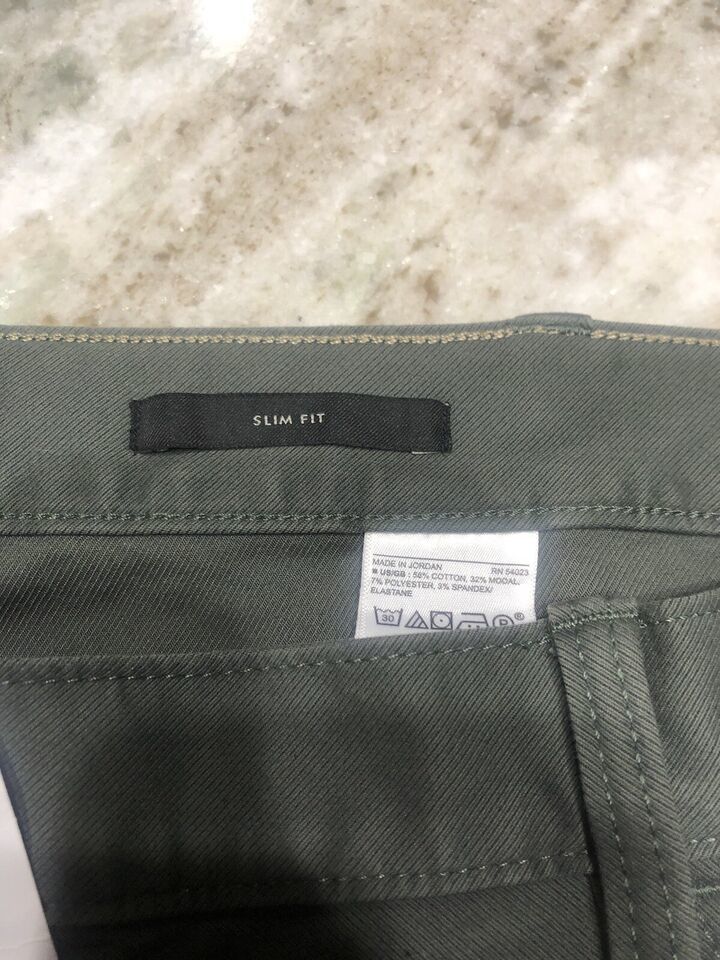 SLIM FIT
MADE IN JORDAN RN 54023
■ US/GB : 58% COTTON, 32% MODAL,
7% POLYESTER, 3% SPANDEX/
ELASTANE
30
P®